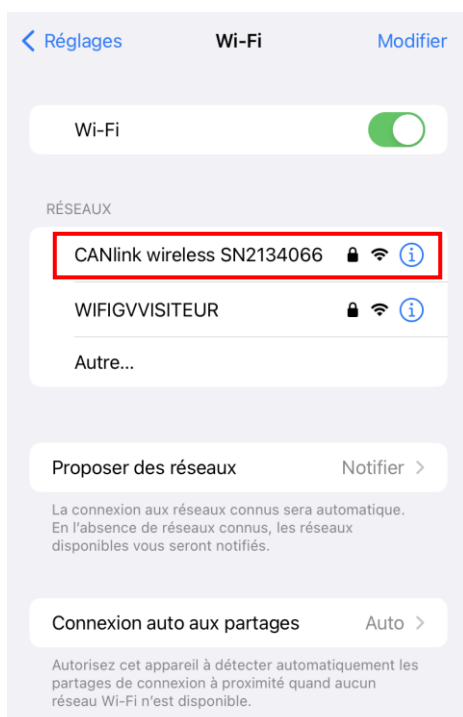 Réglages Wi-Fi Modifier
Wi-Fi
RÉSEAUX
CANlink wireless SN2134066
WIFIGVVISITEUR
Autre...
Proposer des réseaux Notifier
La connexion aux réseaux connus sera automatique.
En l'absence de réseaux connus, les réseaux
disponibles vous seront notifiés.
Connexion auto aux partages Auto
Autorisez cet appareil à détecter automatiquement les
partages de connexion à proximité quand aucun
réseau Wi-Fi n'est disponible.